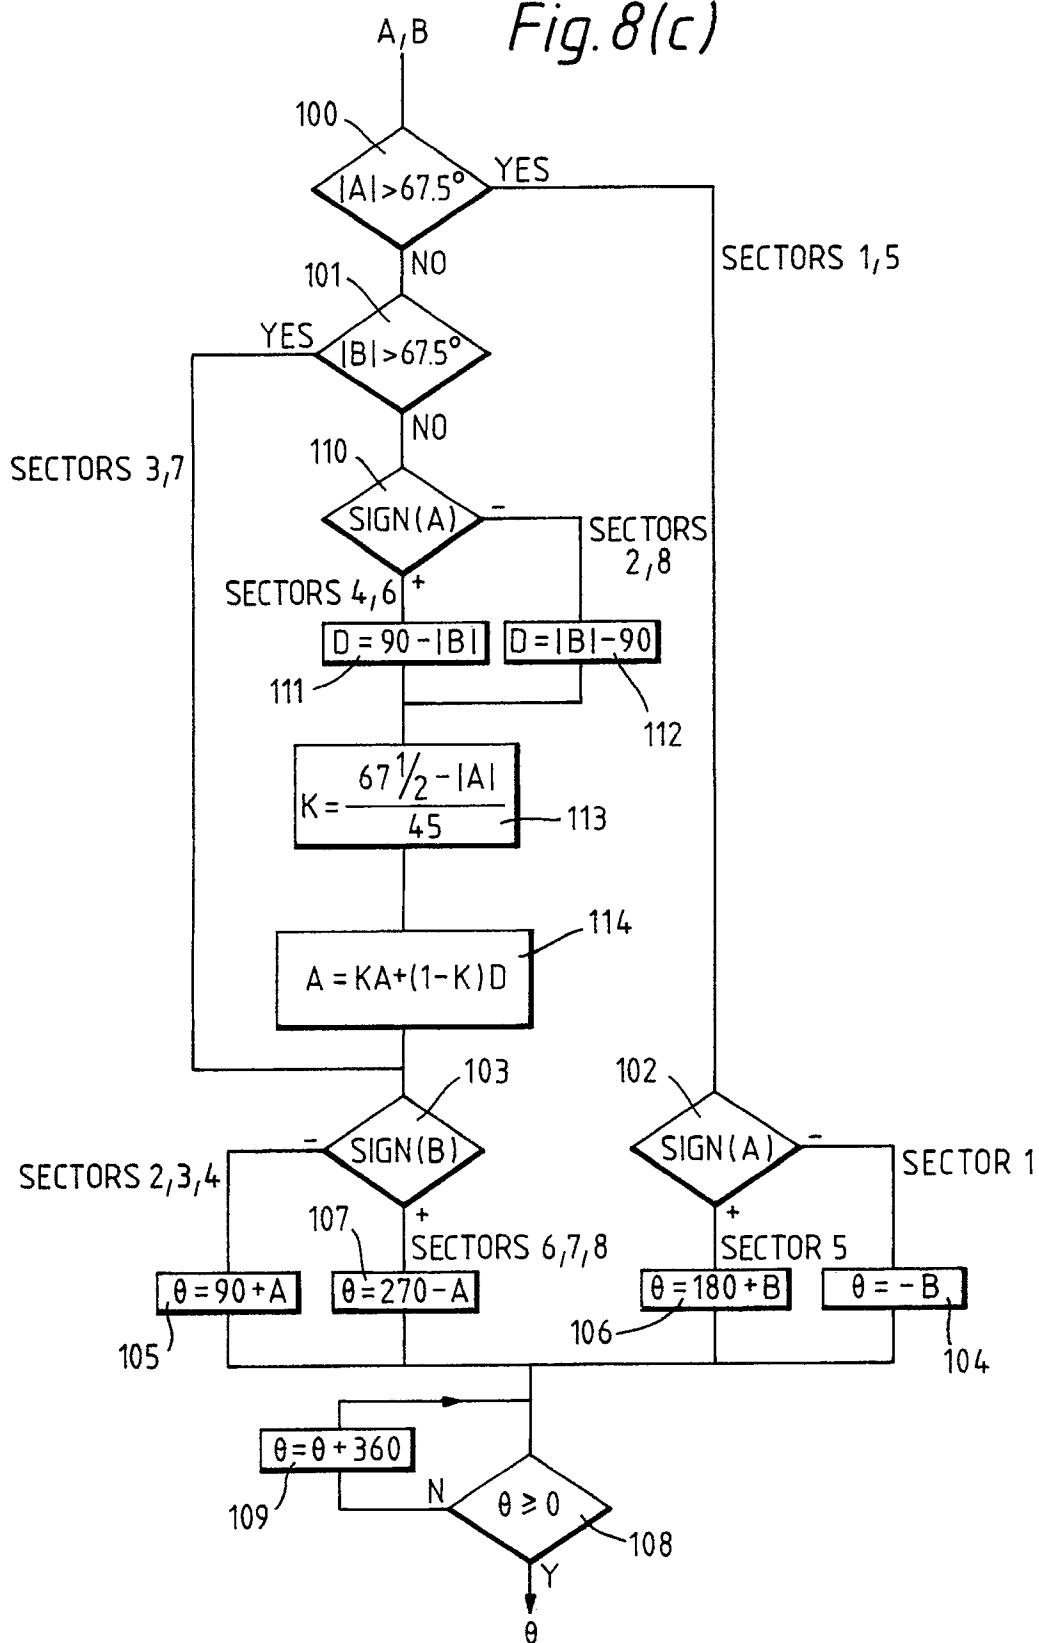 Fig. 8(c)
A,B
100
|A|>67.5°
YES
NO
SECTORS 1,5
101
YES
|B|>67.5°
NO
SECTORS 3,7
110
SIGN(A)
-
SECTORS
2,8
+
SECTORS 4,6
D=90-|B|
D=|B|-90
111
112
K= 67 1/2 -|A|
45
113
114
A=KA+(1-K)D
103
102
SIGN(B)
-
SIGN(A)
-
SECTORS 2,3,4
SECTOR 1
+
+
107
SECTORS 6,7,8
SECTOR 5
θ=90+A
θ=270-A
θ=180+B
θ=-B
105
106
104
θ=θ+360
N
θ≥0
109
108
Y
θ